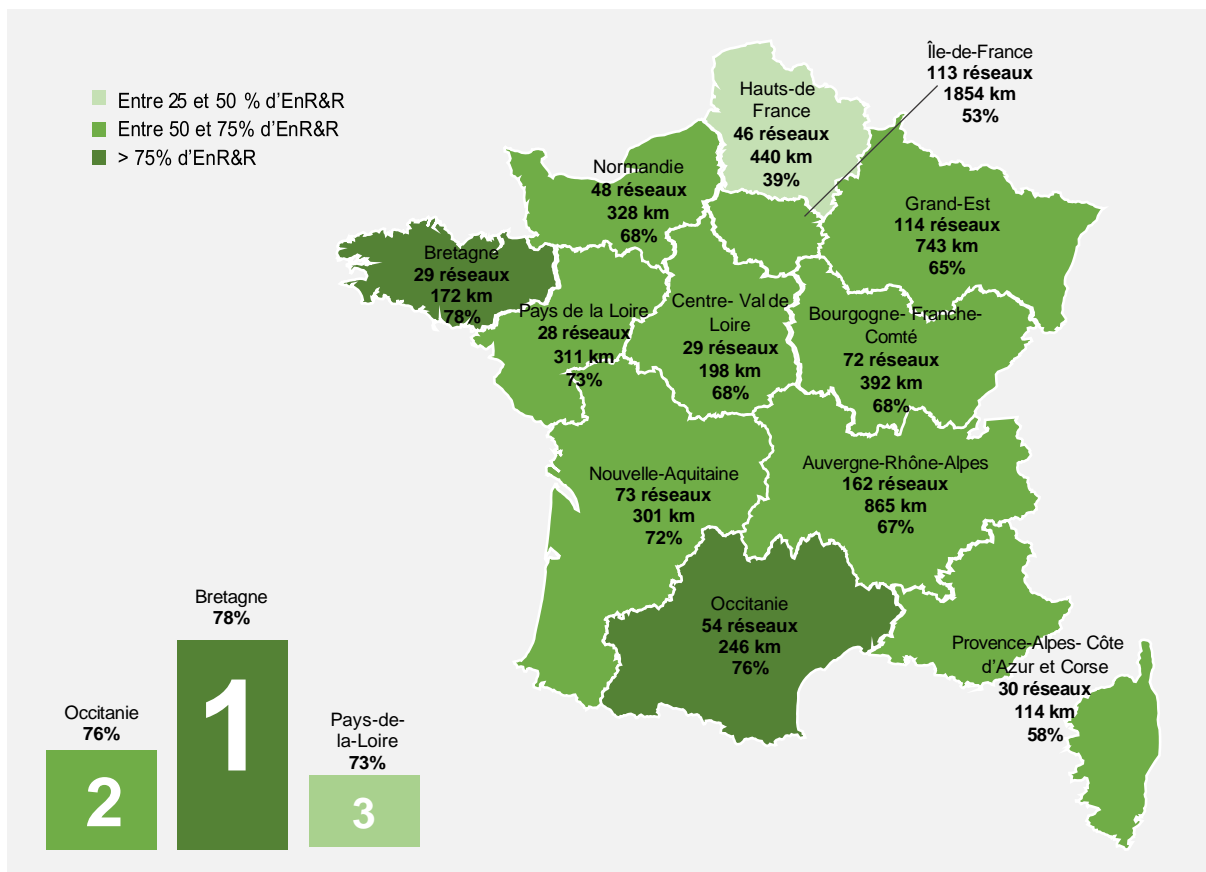 Entre 25 et 50 % d'EnR&R
Entre 50 et 75% d'EnR&R
> 75% d'EnR&R
Île-de-France
113 réseaux
1854 km
53%
Hauts-de
France
46 réseaux
440 km
39%
Normandie
48 réseaux
328 km
68%
Grand-Est
114 réseaux
743 km
65%
Bretagne
29 réseaux
172 km
78%
Pays de la Loire
28 réseaux
311 km
73%
Centre- Val de
Loire
29 réseaux
198 km
68%
Bourgogne- Franche-
Comté
72 réseaux
392 km
68%
Nouvelle-Aquitaine
73 réseaux
301 km
72%
Auvergne-Rhône-Alpes
162 réseaux
865 km
67%
Occitanie
54 réseaux
246 km
76%
Provence-Alpes- Côte
d'Azur et Corse
30 réseaux
114 km
58%
Bretagne
78%
1
Occitanie
76%
2
Pays-de-
la-Loire
73%
3